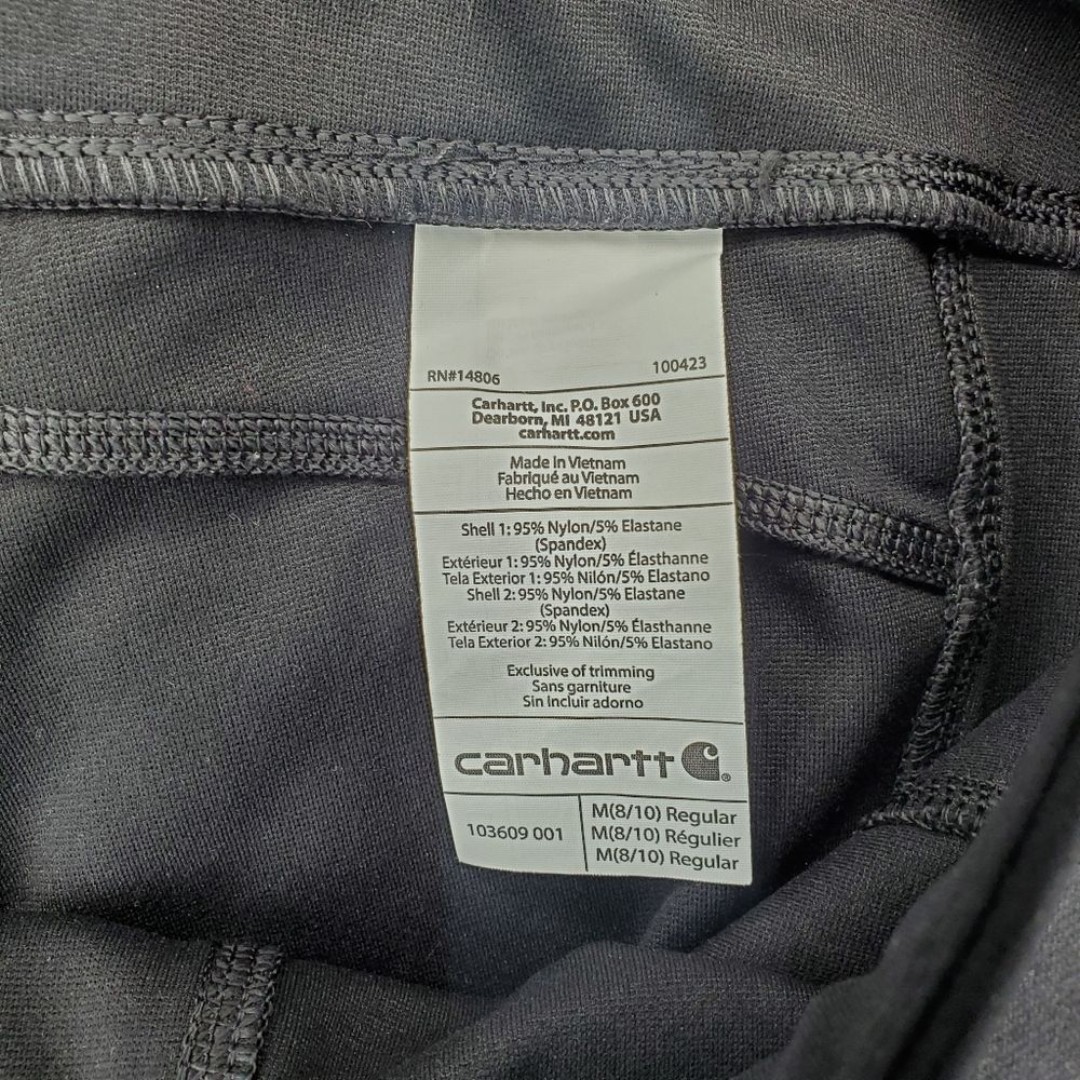 RN#14806 100423
Carhartt, Inc. P.O. Box 600
Dearborn, MI 48121 USA
carhartt.com
Made in Vietnam
Fabriqué au Vietnam
Hecho en Vietnam
Shell 1: 95% Nylon/5% Elastane
(Spandex)
Extérieur 1: 95% Nylon/5% Élasthanne
Tela Exterior 1: 95% Nilón/5% Elastano
Shell 2: 95% Nylon/5% Elastane
(Spandex)
Extérieur 2: 95% Nylon/5% Élasthanne
Tela Exterior 2: 95% Nilón/5% Elastano
Exclusive of trimming
Sans garniture
Sin Incluir adorno
carhartt
103609 001
M(8/10) Regular
M(8/10) Régulier
M(8/10) Regular